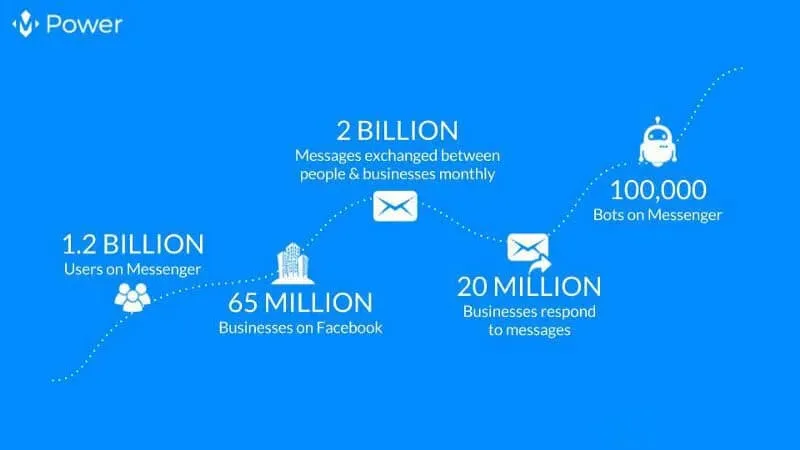 Power
2 BILLION
Messages exchanged between
people & businesses monthly
100,000
Bots on Messenger
1.2 BILLION
Users on Messenger
65 MILLION
Businesses on Facebook
20 MILLION
Businesses respond
to messages